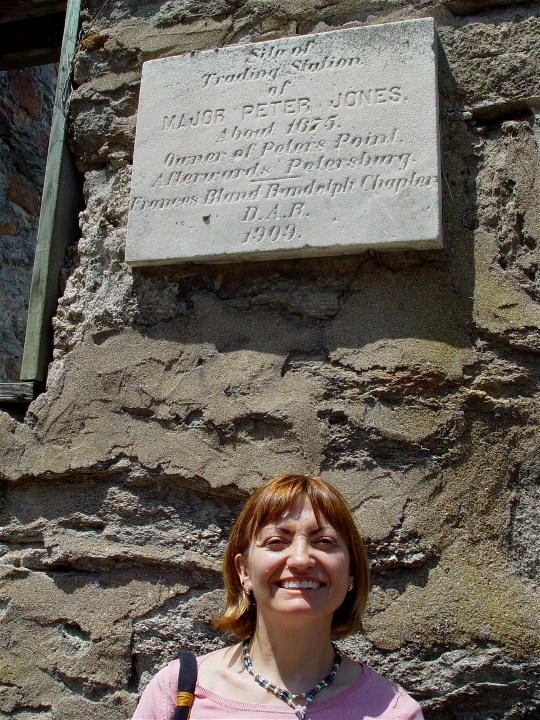 Site of
Trading Station
of
MAJOR PETER JONES.
About 1675.
Owner of Peters Point.
Afterwards Petersburg.
Frances Bland Randolph Chapter
D.A.R.
1909.